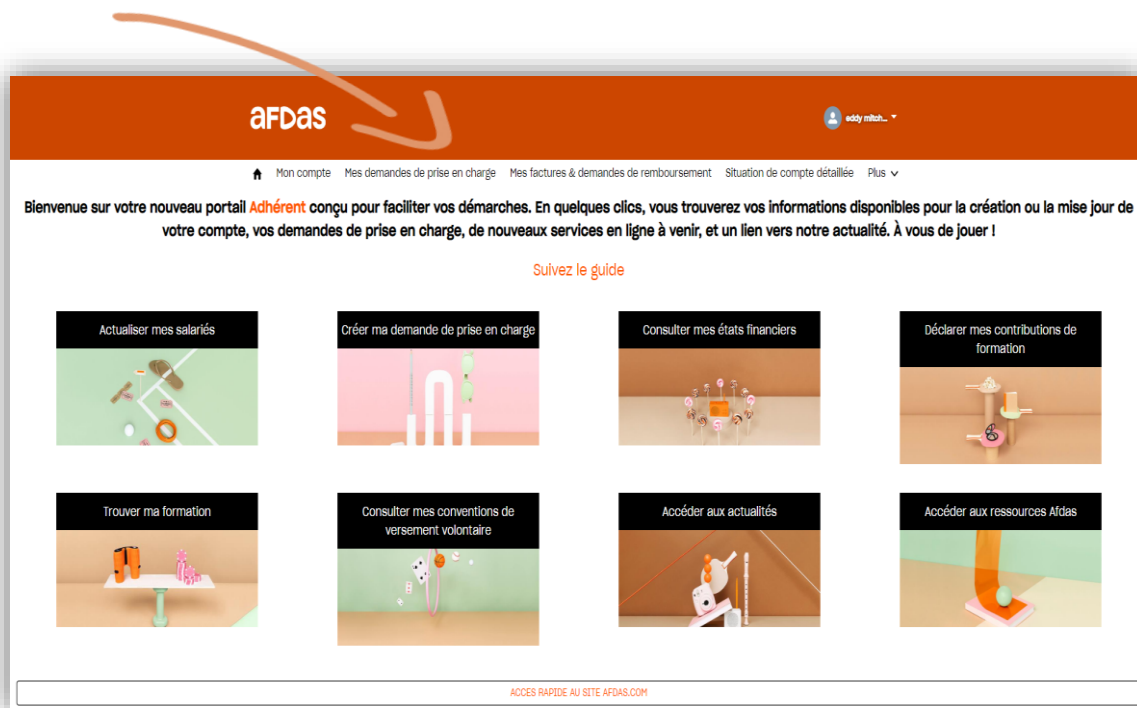 aFDas
eddy mitch...
Mon compte Mes demandes de prise en charge Mes factures & demandes de remboursement Situation de compte détaillée Plus
Bienvenue sur votre nouveau portail Adhérent conçu pour faciliter vos démarches. En quelques clics, vous trouverez vos informations disponibles pour la création ou la mise jour de
votre compte, vos demandes de prise en charge, de nouveaux services en ligne à venir, et un lien vers notre actualité. À vous de jouer !
Suivez le guide
Actualiser mes salariés
Créer ma demande de prise en charge
Consulter mes états financiers
Déclarer mes contributions de
formation
Trouver ma formation
Consulter mes conventions de
versement volontaire
Accéder aux actualités
Accéder aux ressources Afdas
ACCES RAPIDE AU SITE AFDAS.COM